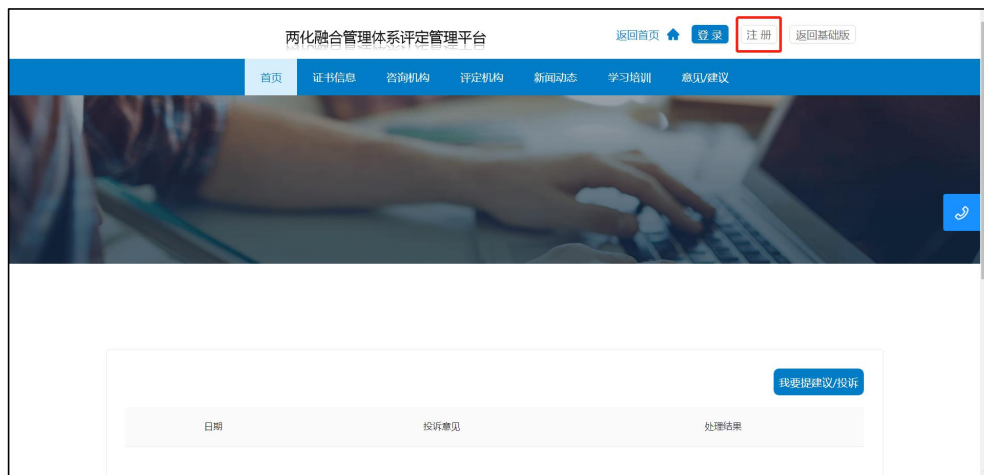 两化融合管理体系评定管理平台 返回首页 登录 注册 返回基础版
首页 证书信息 咨询机构 评定机构 新闻动态 学习培训 意见/建议
我要提建议/投诉
日期 投诉意见 处理结果